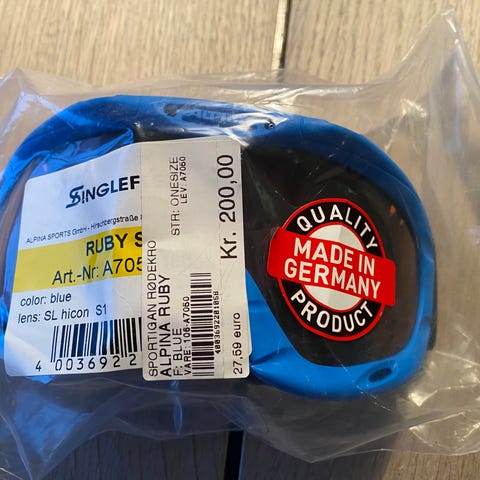 SINGLEF
ALPINA SPORTS GmbH - Hirschbergstraße
RUBY S
Art.-Nr: A705
color: blue
lens: SL hicon S1
4 003692 2
SPORTIGAN RØDEKRO
ALPINA RUBY
F: BLUE
VARE: 106-A7050
STR: ONESIZE
LEV. A7050
4003692201058
Kr. 200,00
27,59 euro
QUALITY
MADE IN
GERMANY
PRODUCT